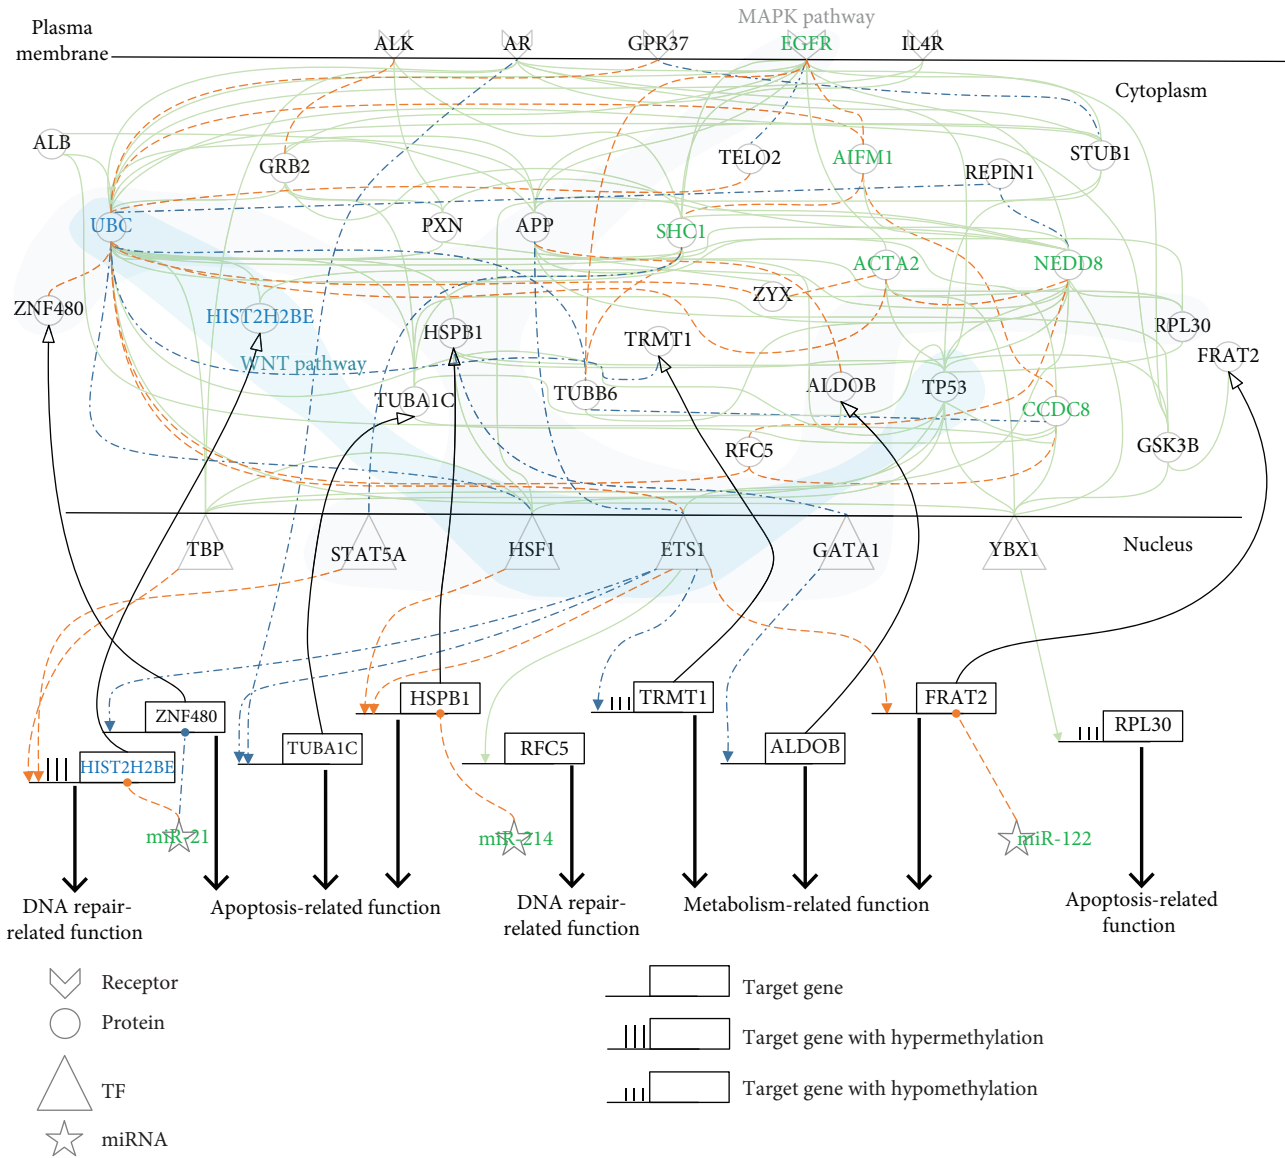 MAPK pathway
Plasma
membrane
ALK
AR
GPR37
EGFR
IL4R
Cytoplasm
ALB
GRB2
TELO2
AIFM1
REPIN1
STUB1
UBC
PXN
APP
SHC1
ACTA2
NEDD8
ZNF480
HIST2H2BE
HSPB1
TRMT1
ZYX
RPL30
FRAT2
WNT pathway
TUBA1C
TUBB6
ALDOB
TP53
CCDC8
RFC5
GSK3B
TBP
STAT5A
HSF1
ETS1
GATA1
YBX1
Nucleus
ZNF480
HSPB1
TRMT1
FRAT2
RPL30
HIST2H2BE
TUBA1C
RFC5
ALDOB
miR-21
miR-214
miR-122
DNA repair-
related function
Apoptosis-related function
DNA repair-
related function
Metabolism-related function
Apoptosis-related
function
Receptor
Protein
TF
miRNA
Target gene
Target gene with hypermethylation
Target gene with hypomethylation